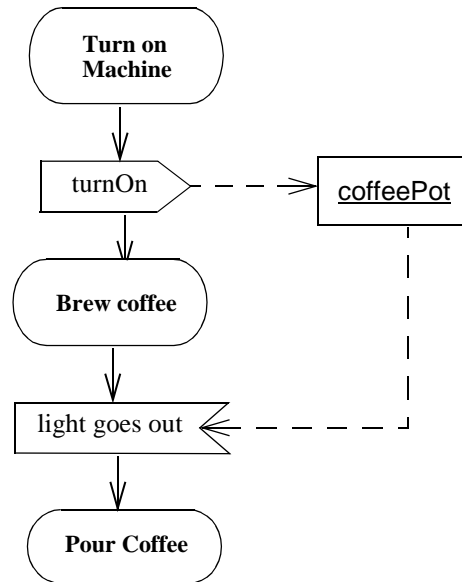 Turn on
Machine
turnOn
coffeePot
Brew coffee
light goes out
Pour Coffee